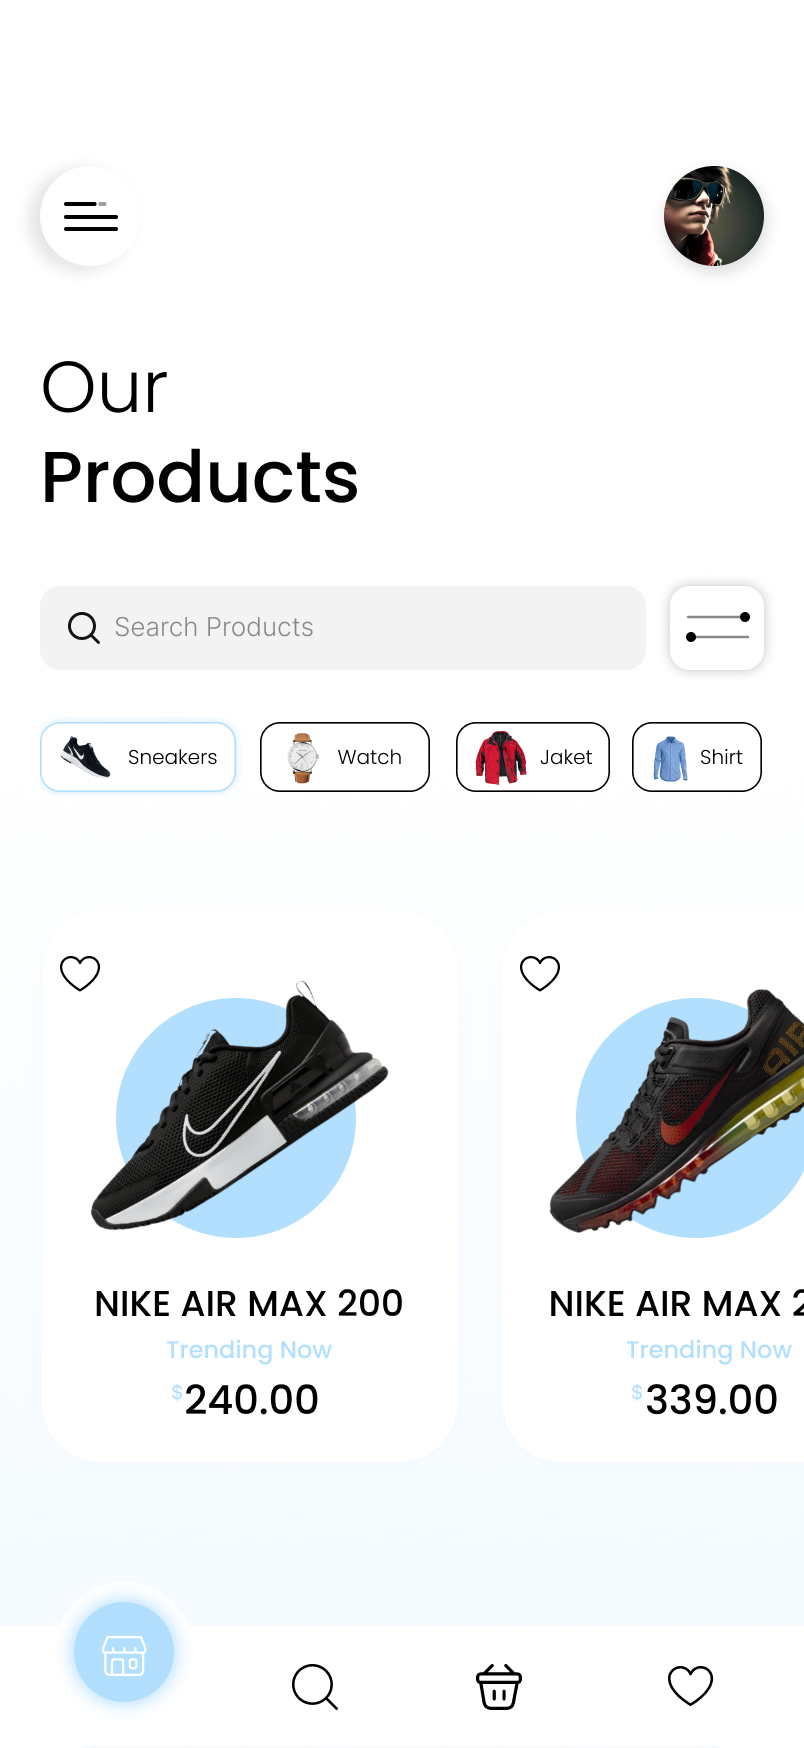 Our
Products
Search Products
Sneakers
Watch
Jaket
Shirt
NIKE AIR MAX 200
Trending Now
$240.00
NIKE AIR MAX 2
Trending Now
$339.00